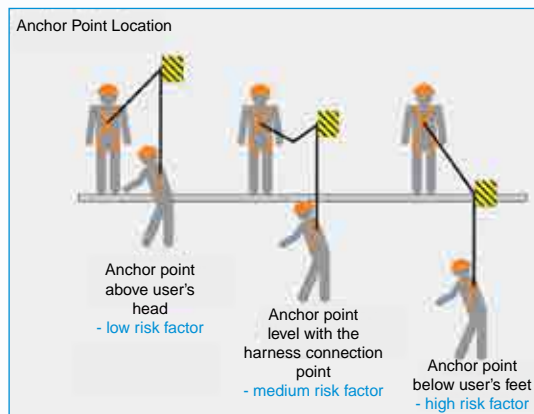 Anchor Point Location
Anchor point
above user's
head
- low risk factor
Anchor point
level with the
harness connection
point
- medium risk factor
Anchor point
below user's feet
- high risk factor